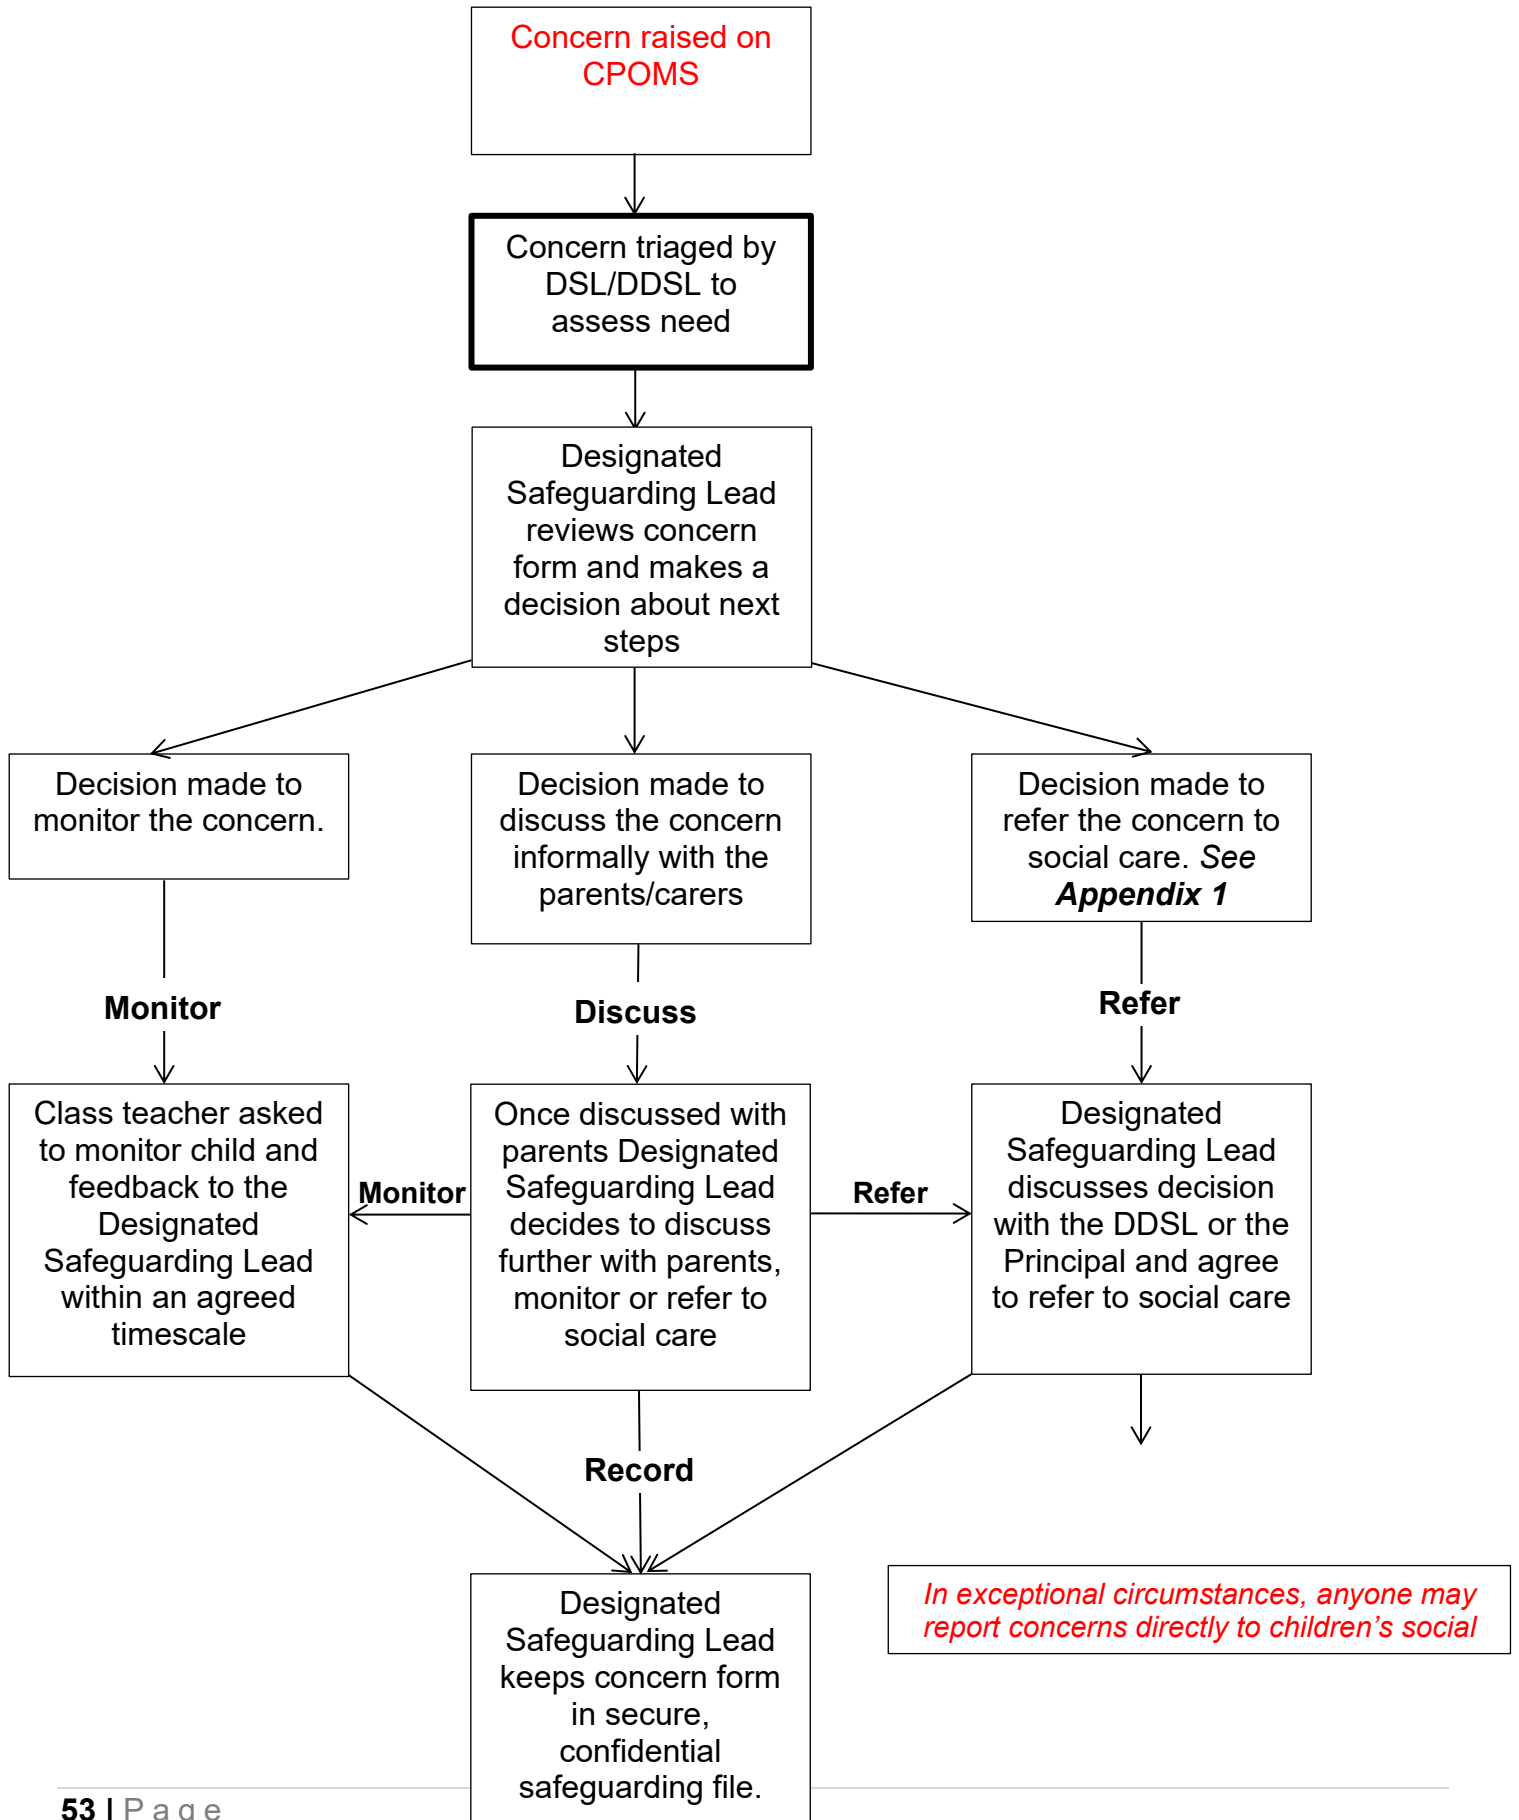 Concern raised on
CPOMS
Concern triaged by
DSL/DDSL to
assess need
Designated
Safeguarding Lead
reviews concern
form and makes a
decision about next
steps
Decision made to
monitor the concern.
Decision made to
discuss the concern
informally with the
parents/carers
Decision made to
refer the concern to
social care. See
Appendix 1
Monitor
Discuss
Refer
Class teacher asked
to monitor child and
feedback to the
Designated
Safeguarding Lead
within an agreed
timescale
Monitor
Once discussed with
parents Designated
Safeguarding Lead
decides to discuss
further with parents,
monitor or refer to
social care
Refer
Designated
Safeguarding Lead
discusses decision
with the DDSL or the
Principal and agree
to refer to social care
Record
Designated
Safeguarding Lead
keeps concern form
in secure,
confidential
safeguarding file.
In exceptional circumstances, anyone may
report concerns directly to children’s social
53 | Page